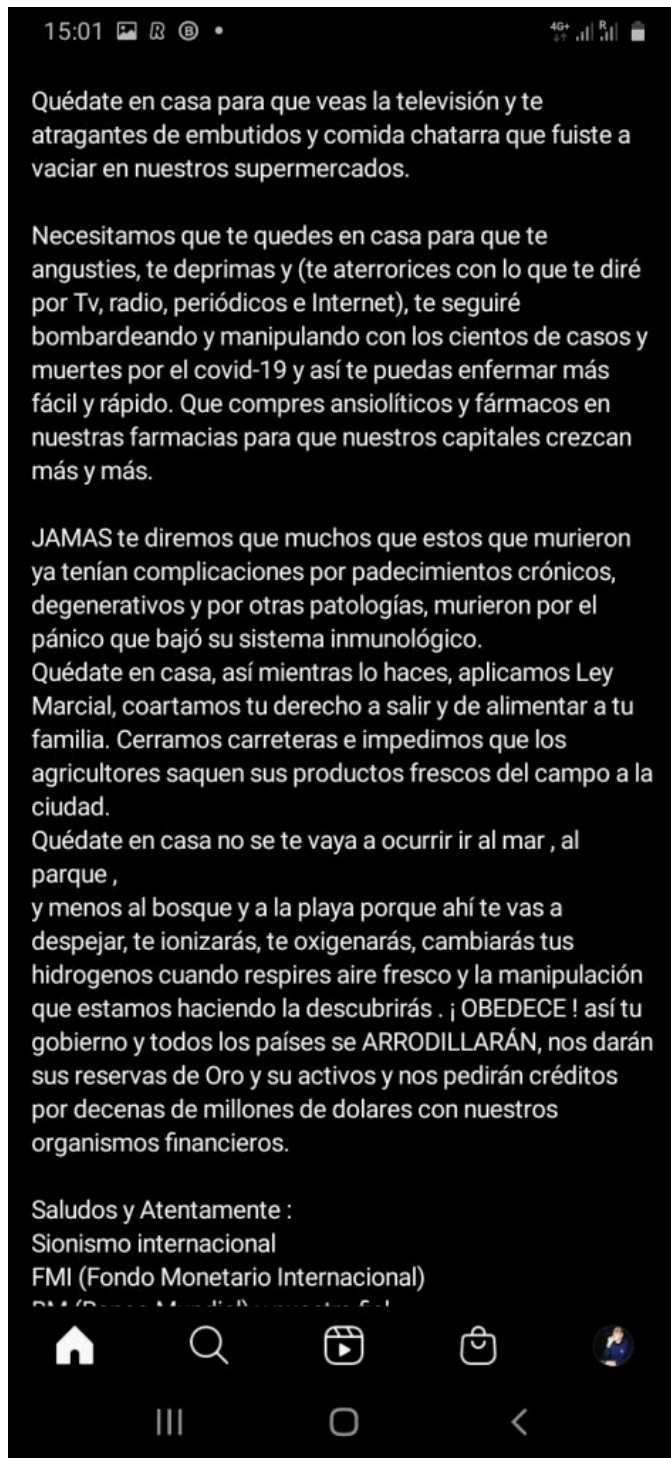 15:01
4G+
R
Quédate en casa para que veas la televisión y te
atragantes de embutidos y comida chatarra que fuiste a
vaciar en nuestros supermercados.
Necesitamos que te quedes en casa para que te
angusties, te deprimas y (te aterrorices con lo que te diré
por Tv, radio, periódicos e Internet), te seguiré
bombardeando y manipulando con los cientos de casos y
muertes por el covid-19 y así te puedas enfermar más
fácil y rápido. Que compres ansiolíticos y fármacos en
nuestras farmacias para que nuestros capitales crezcan
más y más.
JAMAS te diremos que muchos que estos que murieron
ya tenían complicaciones por padecimientos crónicos,
degenerativos y por otras patologías, murieron por el
pánico que bajó su sistema inmunológico.
Quédate en casa, así mientras lo haces, aplicamos Ley
Marcial, coartamos tu derecho a salir y de alimentar a tu
familia. Cerramos carreteras e impedimos que los
agricultores saquen sus productos frescos del campo a la
ciudad.
Quédate en casa no se te vaya a ocurrir ir al mar , al
parque ,
y menos al bosque y a la playa porque ahí te vas a
despejar, te ionizarás, te oxigenarás, cambiarás tus
hidrogenos cuando respires aire fresco y la manipulación
que estamos haciendo la descubrirás . ¡ OBEDECE ! así tu
gobierno y todos los países se ARRODILLARÁN, nos darán
sus reservas de Oro y su activos y nos pedirán créditos
por decenas de millones de dolares con nuestros
organismos financieros.
Saludos y Atentamente :
Sionismo internacional
FMI (Fondo Monetario Internacional)